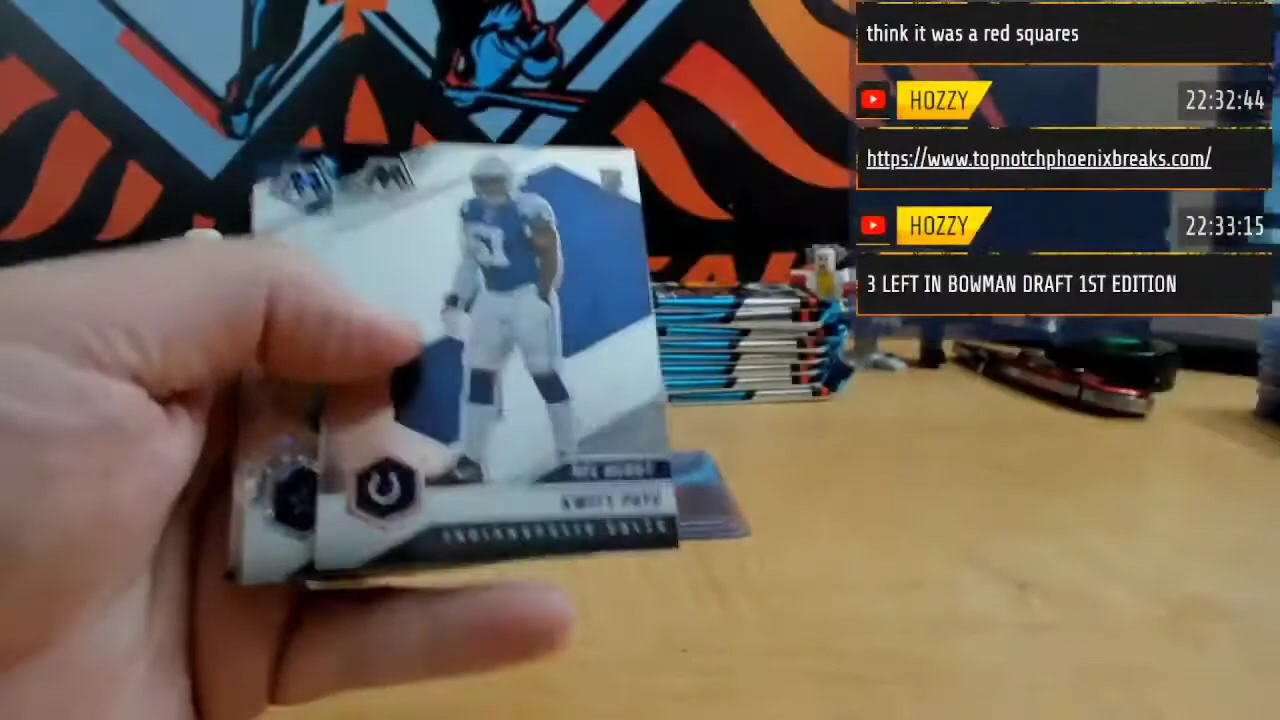 think it was a red squares
HOZZY
22:32:44
https://www.topnotchphoenixbreaks.com/
HOZZY
22:33:15
3 LEFT IN BOWMAN DRAFT 1ST EDITION